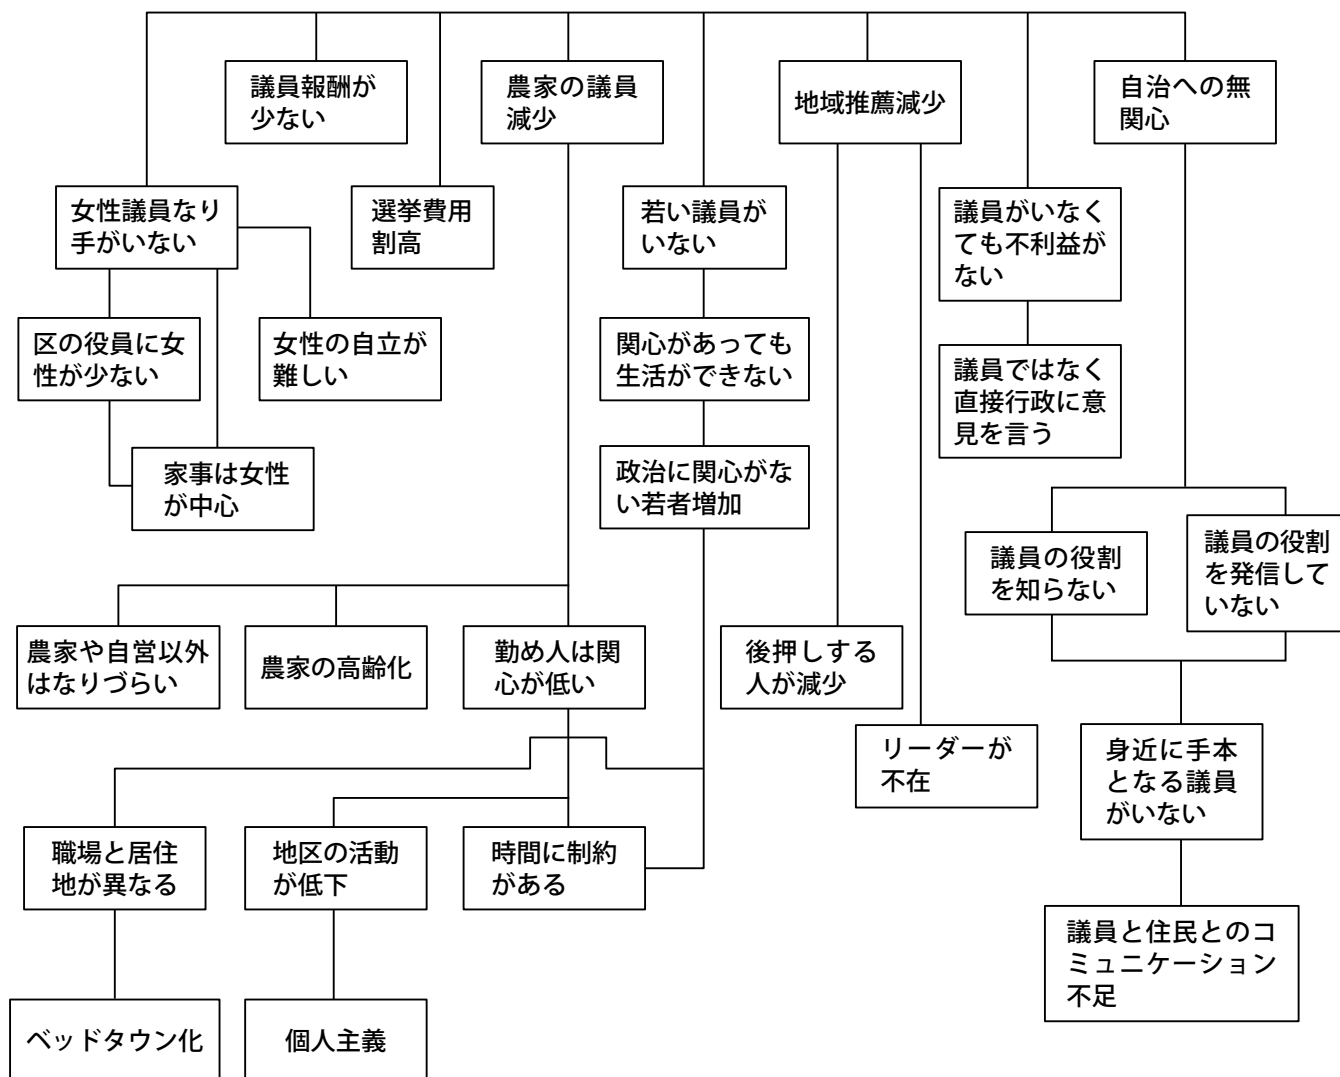 議員報酬が
少ない
農家の議員
減少
地域推薦減少
自治への無
関心
女性議員なり
手がいない
選挙費用
割高
若い議員が
いない
議員がいなく
ても不利益が
ない
区の役員に女
性が少ない
女性の自立が
難しい
関心があっても
生活ができない
議員ではなく
直接行政に意
見を言う
家事は女性
が中心
政治に関心がな
い若者増加
議員の役割
を知らない
議員の役割
を発信して
いない
農家や自営以外
はなりづらい
農家の高齢化
勤め人は関
心が低い
後押しする
人が減少
リーダーが
不在
身近に手本
となる議員
がいない
職場と居住
地が異なる
地区の活動
が低下
時間に制約
がある
議員と住民とのコ
ミュニケーション
不足
ベッドタウン化
個人主義